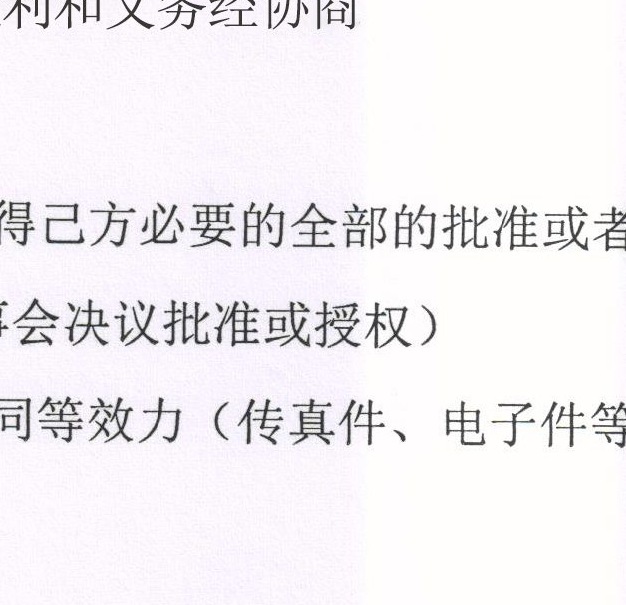 利和义务经协商
得己方必要的全部的批准或者
会决议批准或授权）
同等效力（传真件、电子件等